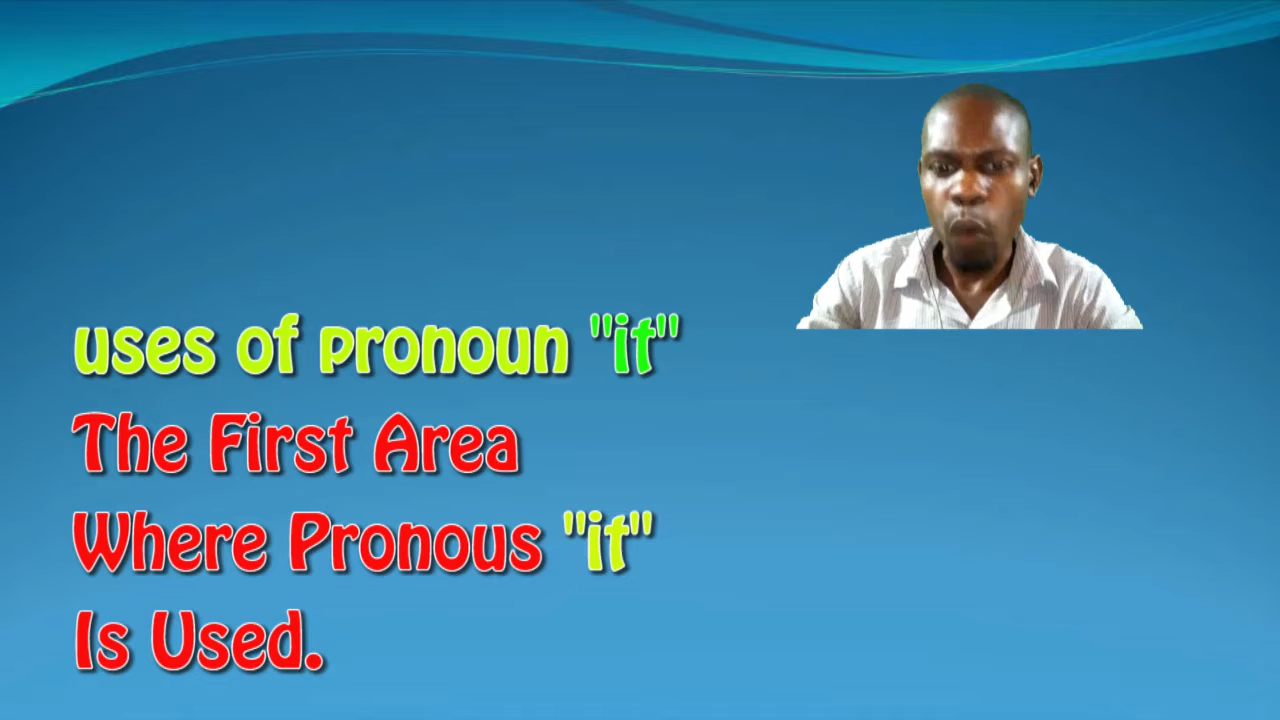 uses of pronoun "it"
The First Area
Where Pronous "it"
Is Used.